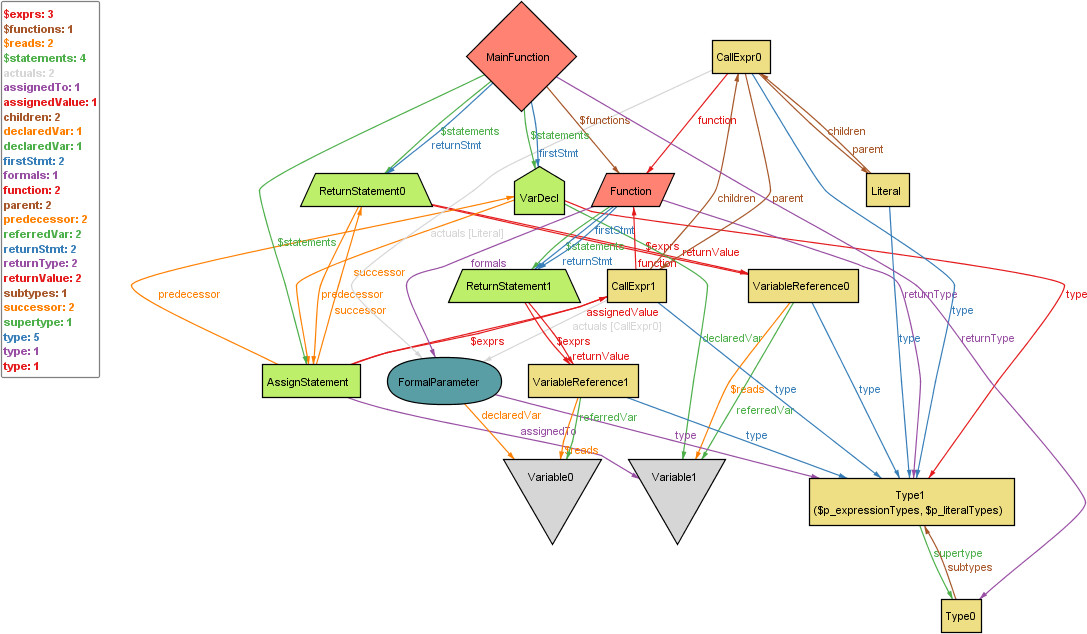 $exprs: 3
$functions: 1
$reads: 2
$statements: 4
actuals: 2
assignedTo: 1
assignedValue: 1
children: 2
declaredVar: 1
declaredVar: 1
firstStmt: 2
formals: 1
function: 2
parent: 2
predecessor: 2
referredVar: 2
returnStmt: 2
returnType: 2
returnValue: 2
subtypes: 1
successor: 2
supertype: 1
type: 5
type: 1
type: 1
MainFunction
CallExpr0
$functions
function
$statements
$statements
children
returnStmt
firstStmt
parent
ReturnStatement0
VarDecl
Function
Literal
children
parent
actuals [Literal]
firstStmt
$statements
$statements
$exprs
returnValue
formals
returnStmt
function
successor
ReturnStatement1
CallExpr1
VariableReference0
predecessor
predecessor
returnType
type
successor
assignedValue
type
actuals [CallExpr0]
$exprs
$exprs
declaredVar
type
returnType
returnValue
AssignStatement
FormalParameter
VariableReference1
$reads
type
type
declaredVar
referredVar
referredVar
assignedTo
type
type
$reads
Variable0
Variable1
Type1
($p_expressionTypes, $p_literalTypes)
supertype
subtypes
Type0